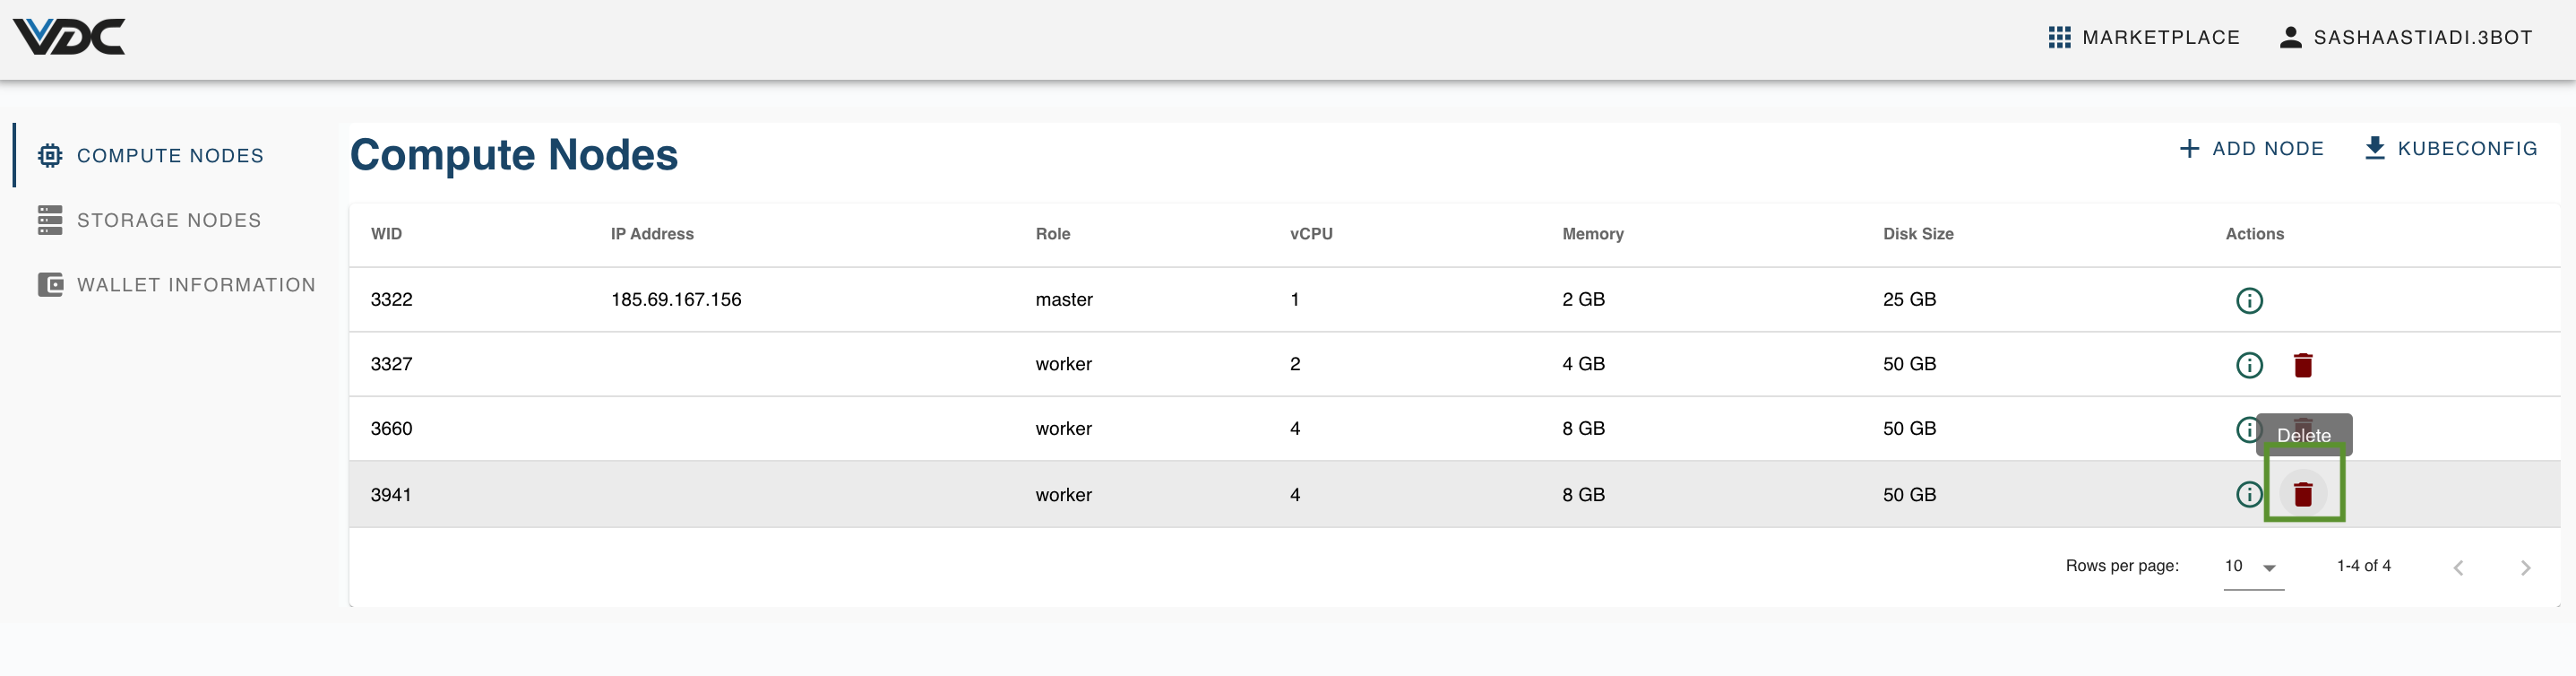 VDC
MARKETPLACE SASHAASTIADI.3BOT
COMPUTE NODES
STORAGE NODES
WALLET INFORMATION
Compute Nodes
ADD NODE KUBECONFIG
WID IP Address Role vCPU Memory Disk Size Actions
3322 185.69.167.156 master 1 2 GB 25 GB
3327 worker 2 4 GB 50 GB
3660 worker 4 8 GB 50 GB
Delete
3941 worker 4 8 GB 50 GB
Rows per page: 10 1-4 of 4